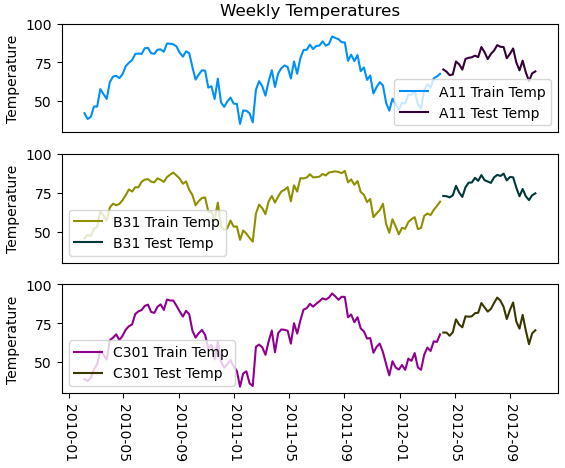 Weekly Temperatures
100
75
50
Temperature
A11 Train Temp
A11 Test Temp
100
75
50
Temperature
B31 Train Temp
B31 Test Temp
100
75
50
Temperature
C301 Train Temp
C301 Test Temp
2010-01
2010-05
2010-09
2011-01
2011-05
2011-09
2012-01
2012-05
2012-09